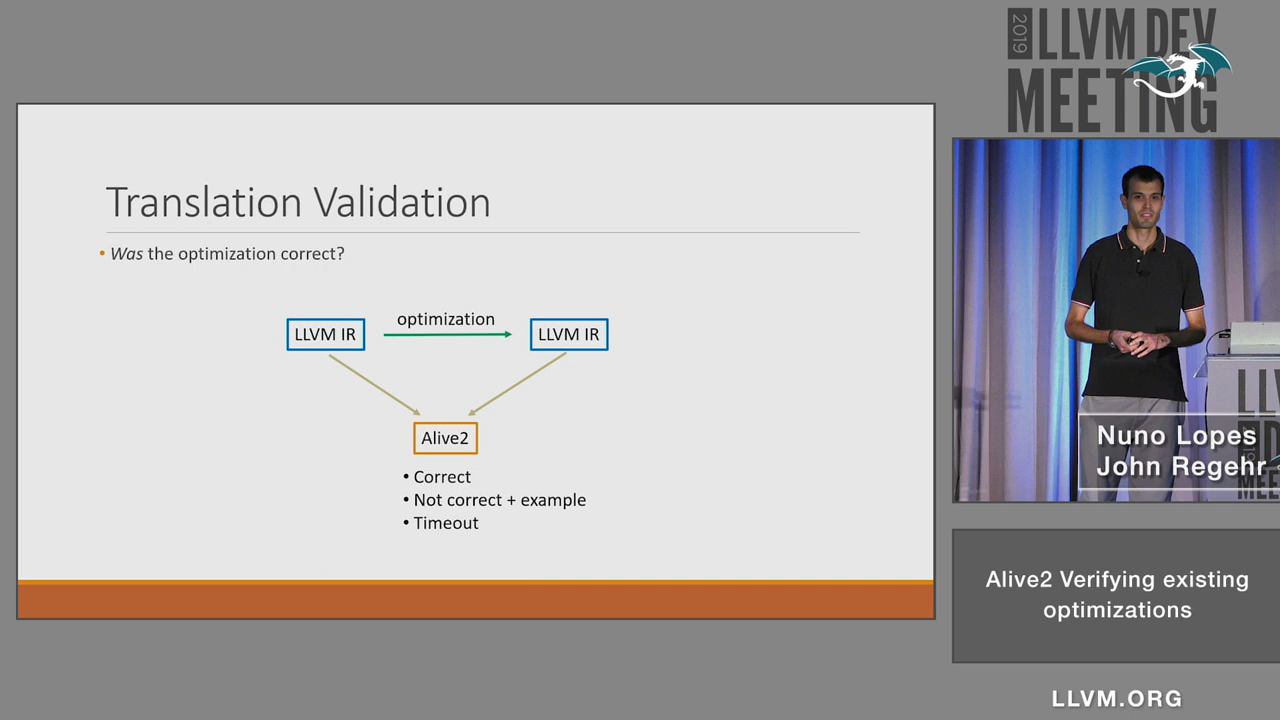 2019 LLVM DEV
MEETING
Translation Validation
• Was the optimization correct?
optimization
LLVM IR
LLVM IR
Alive2
• Correct
• Not correct + example
• Timeout
Nuno Lopes
John Regehr
Alive2 Verifying existing
optimizations
LLVM.ORG